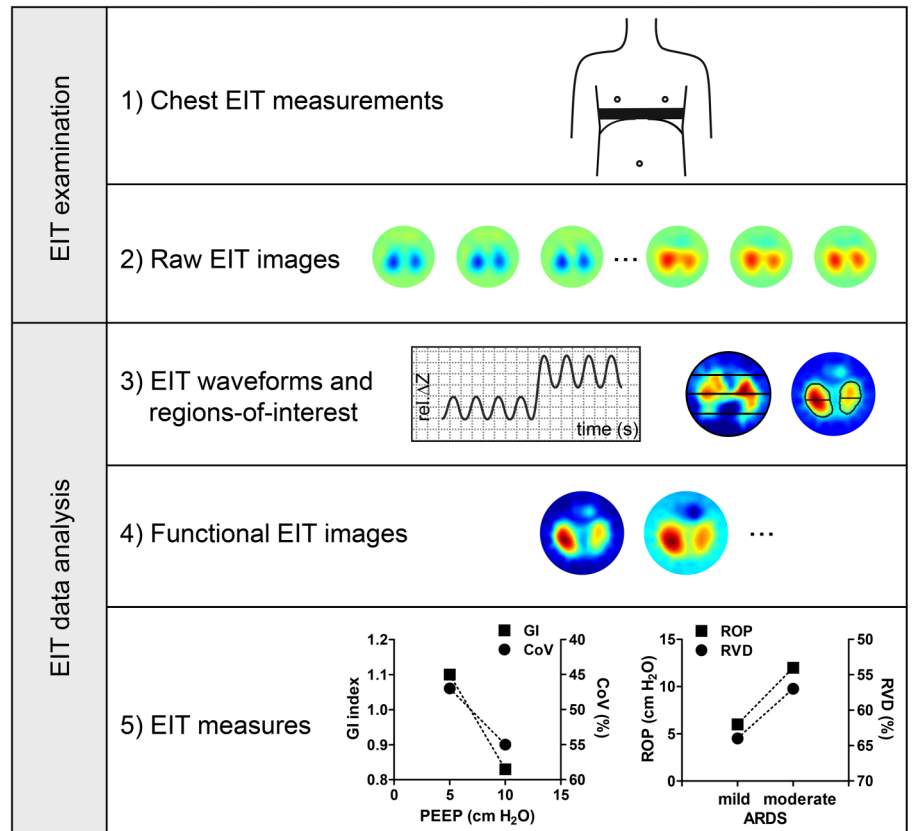 EIT examination
1) Chest EIT measurements
2) Raw EIT images
...
EIT data analysis
3) EIT waveforms and
regions-of-interest
rel. ΔZ
time (s)
4) Functional EIT images
...
5) EIT measures
GI
CoV
GI index
1.2
1.1
1.0
0.9
0.8
0
5
10
15
PEEP (cm H₂O)
40
45
50
55
60
CoV (%)
ROP
RVD
ROP (cm H₂O)
15
10
5
0
mild moderate
ARDS
50
55
60
65
70
RVD (%)